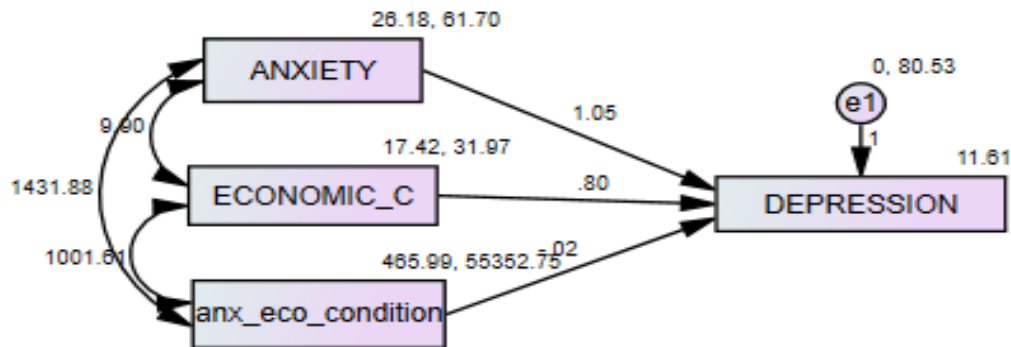 26.18, 61.70
ANXIETY
0, 80.53
e1
9.90
1.05
1
17.42, 31.97
11.61
1431.88
ECONOMIC_C
.80
DEPRESSION
1001.61
465.99, 55352.75
-.02
anx_eco_condition